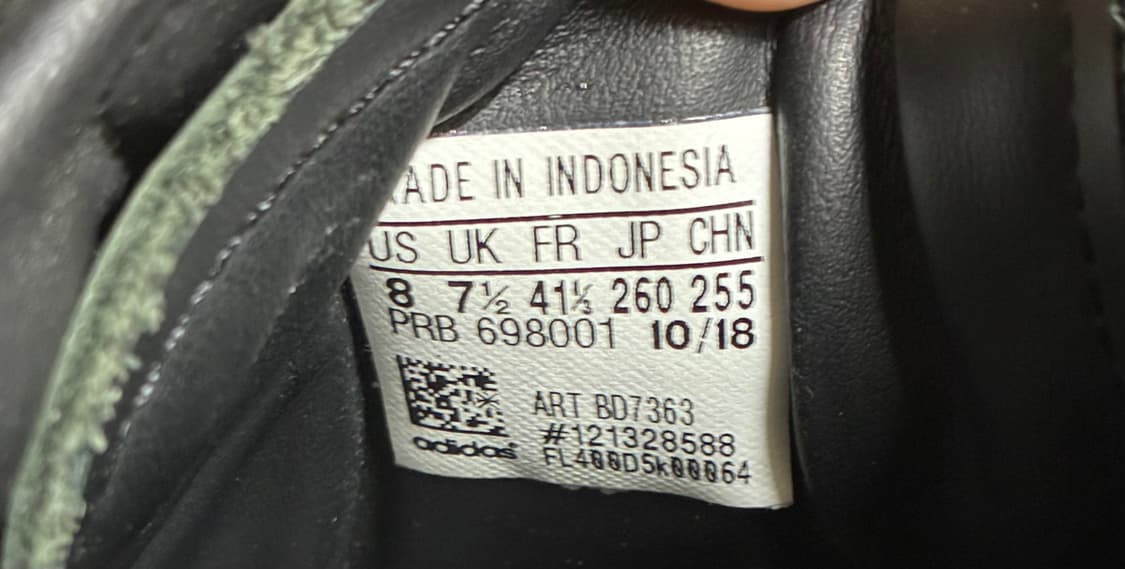 MADE IN INDONESIA
US UK FR JP CHN
8 7½ 41⅓ 260 255
PRB 698001 10/18
ART BD7363
#121328588
adidas FL400D5k00064